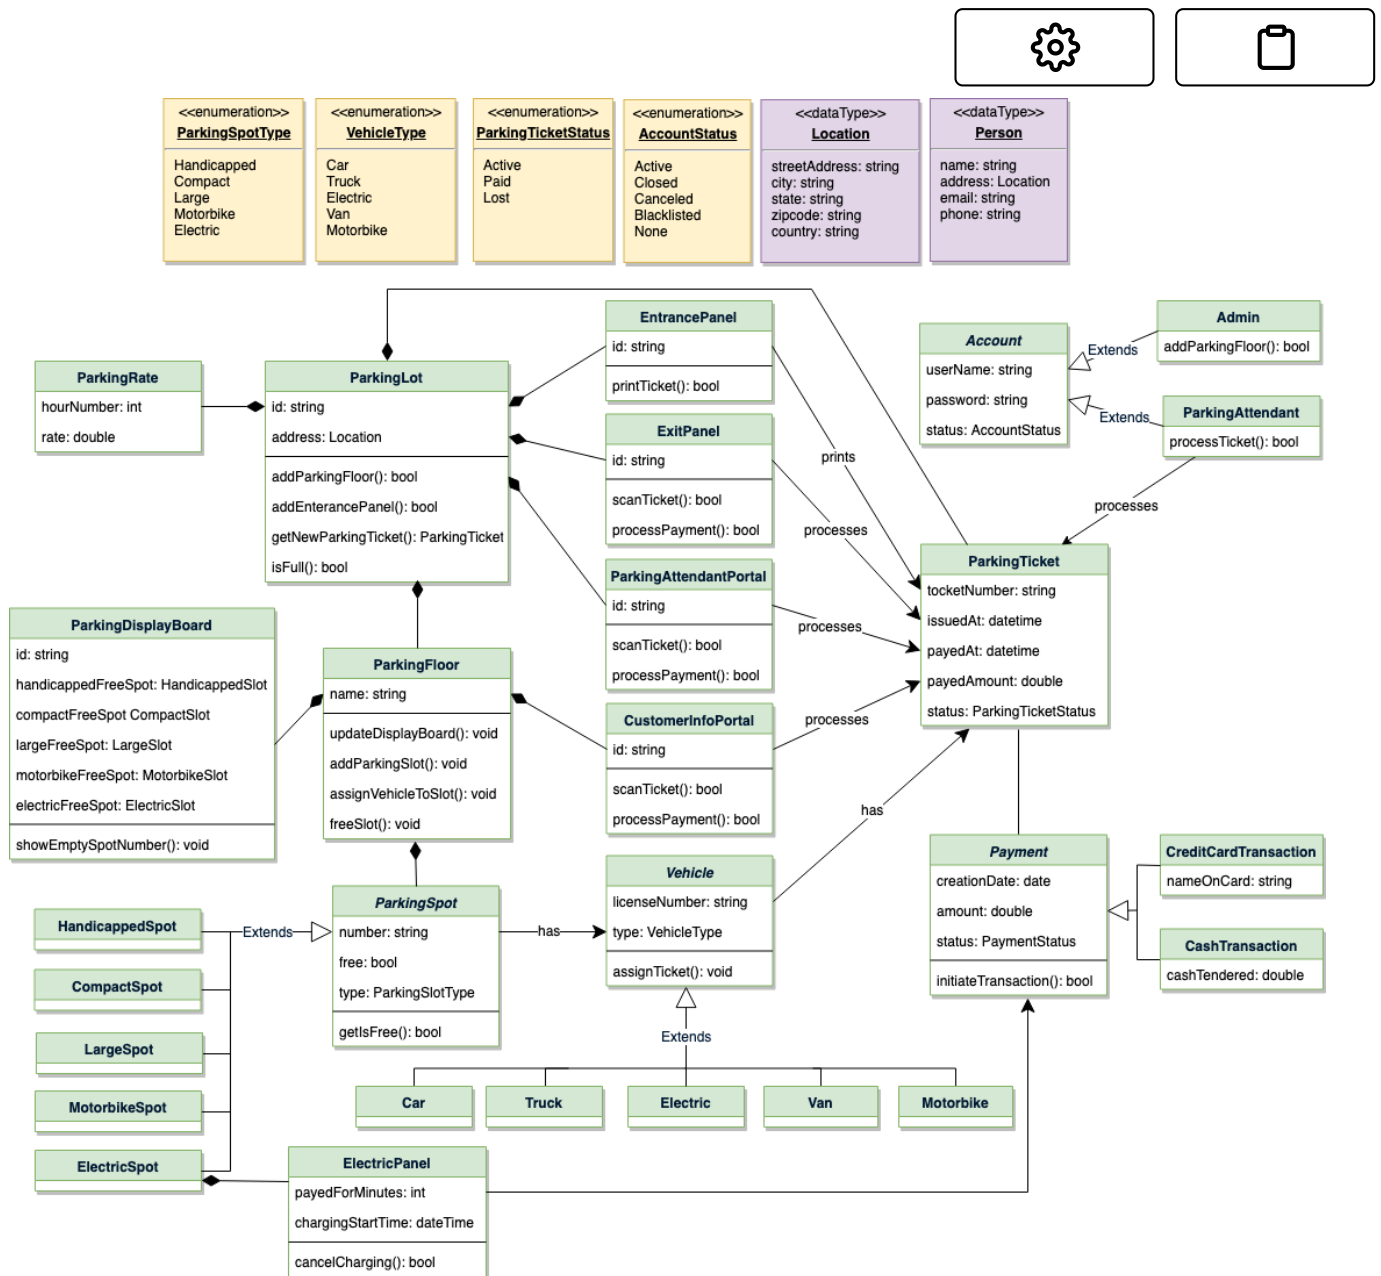 <<enumeration>>
ParkingSpotType
Handicapped
Compact
Large
Motorbike
Electric
<<enumeration>>
VehicleType
Car
Truck
Electric
Van
Motorbike
<<enumeration>>
ParkingTicketStatus
Active
Paid
Lost
<<enumeration>>
AccountStatus
Active
Closed
Canceled
Blacklisted
None
<<dataType>>
Location
streetAddress: string
city: string
state: string
zipcode: string
country: string
<<dataType>>
Person
name: string
address: Location
email: string
phone: string
ParkingRate
hourNumber: int
rate: double
ParkingLot
id: string
address: Location
addParkingFloor(): bool
addEnterancePanel(): bool
getNewParkingTicket(): ParkingTicket
isFull(): bool
EntrancePanel
id: string
printTicket(): bool
ExitPanel
id: string
scanTicket(): bool
processPayment(): bool
ParkingAttendantPortal
id: string
scanTicket(): bool
processPayment(): bool
CustomerInfoPortal
id: string
scanTicket(): bool
processPayment(): bool
prints
processes
processes
processes
has
Account
userName: string
password: string
status: AccountStatus
Extends
Extends
Admin
addParkingFloor(): bool
ParkingAttendant
processTicket(): bool
processes
ParkingTicket
tocketNumber: string
issuedAt: datetime
payedAt: datetime
payedAmount: double
status: ParkingTicketStatus
ParkingDisplayBoard
id: string
handicappedFreeSpot: HandicappedSlot
compactFreeSpot CompactSlot
largeFreeSpot: LargeSlot
motorbikeFreeSpot: MotorbikeSlot
electricFreeSpot: ElectricSlot
showEmptySpotNumber(): void
ParkingFloor
name: string
updateDisplayBoard(): void
addParkingSlot(): void
assignVehicleToSlot(): void
freeSlot(): void
ParkingSpot
number: string
free: bool
type: ParkingSlotType
getIsFree(): bool
has
Vehicle
licenseNumber: string
type: VehicleType
assignTicket(): void
Extends
Payment
creationDate: date
amount: double
status: PaymentStatus
initiateTransaction(): bool
CreditCardTransaction
nameOnCard: string
CashTransaction
cashTendered: double
HandicappedSpot
Extends
CompactSpot
LargeSpot
MotorbikeSpot
ElectricSpot
Car
Truck
Electric
Van
Motorbike
ElectricPanel
payedForMinutes: int
chargingStartTime: dateTime
cancelCharging(): bool